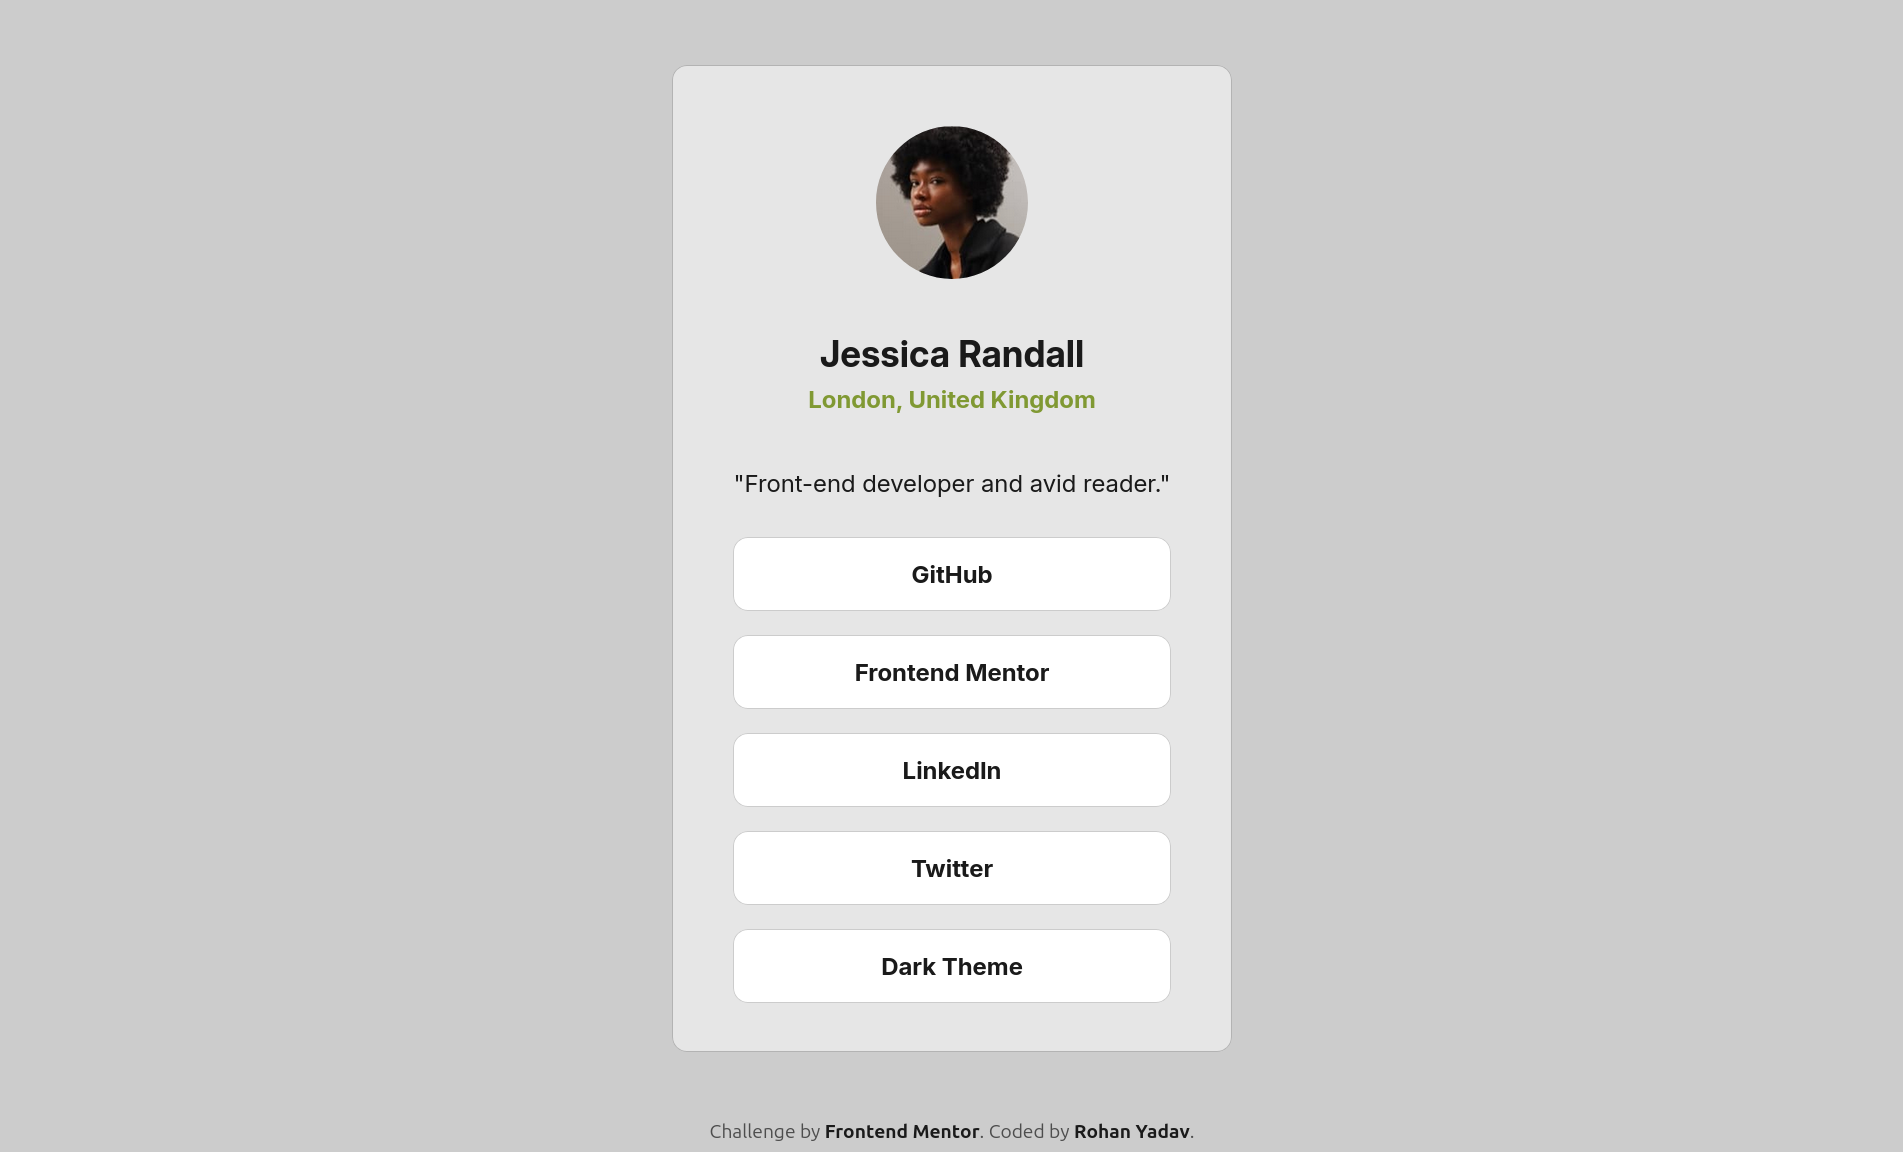 Jessica Randall
London, United Kingdom
"Front-end developer and avid reader."
GitHub
Frontend Mentor
LinkedIn
Twitter
Dark Theme
Challenge by Frontend Mentor. Coded by Rohan Yadav.